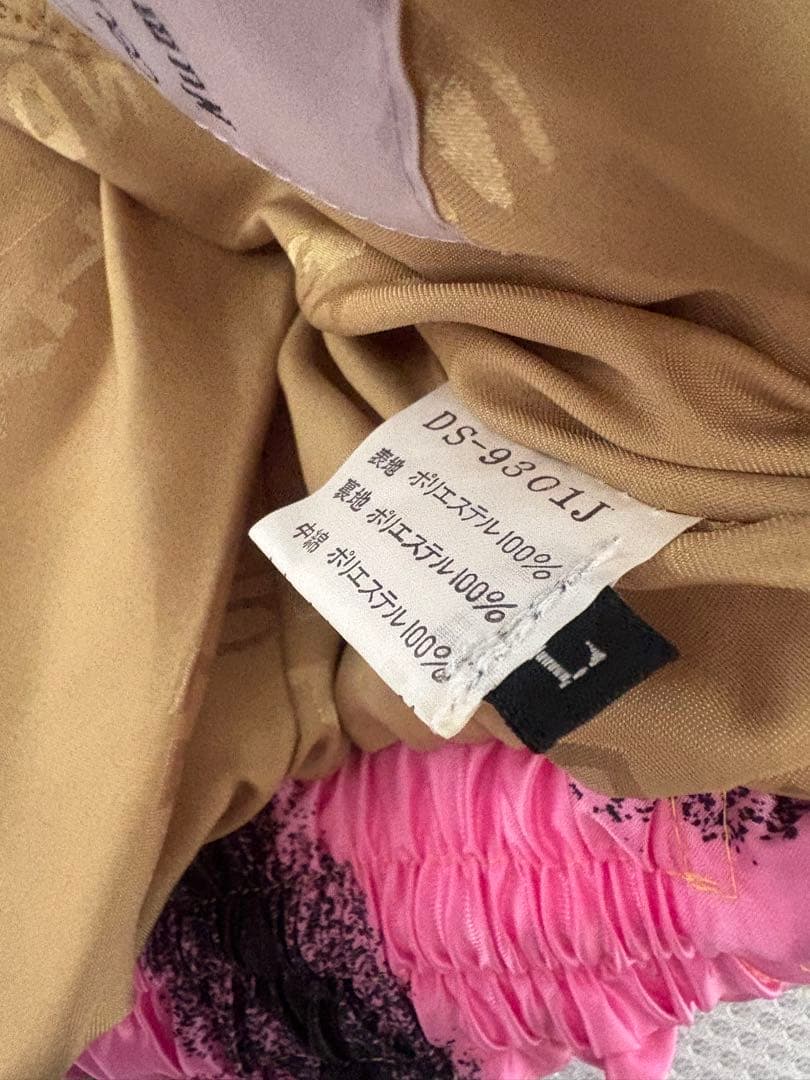 DS-9301J
表地 ポリエステル100%
裏地 ポリエステル100%
中綿 ポリエステル100%
L